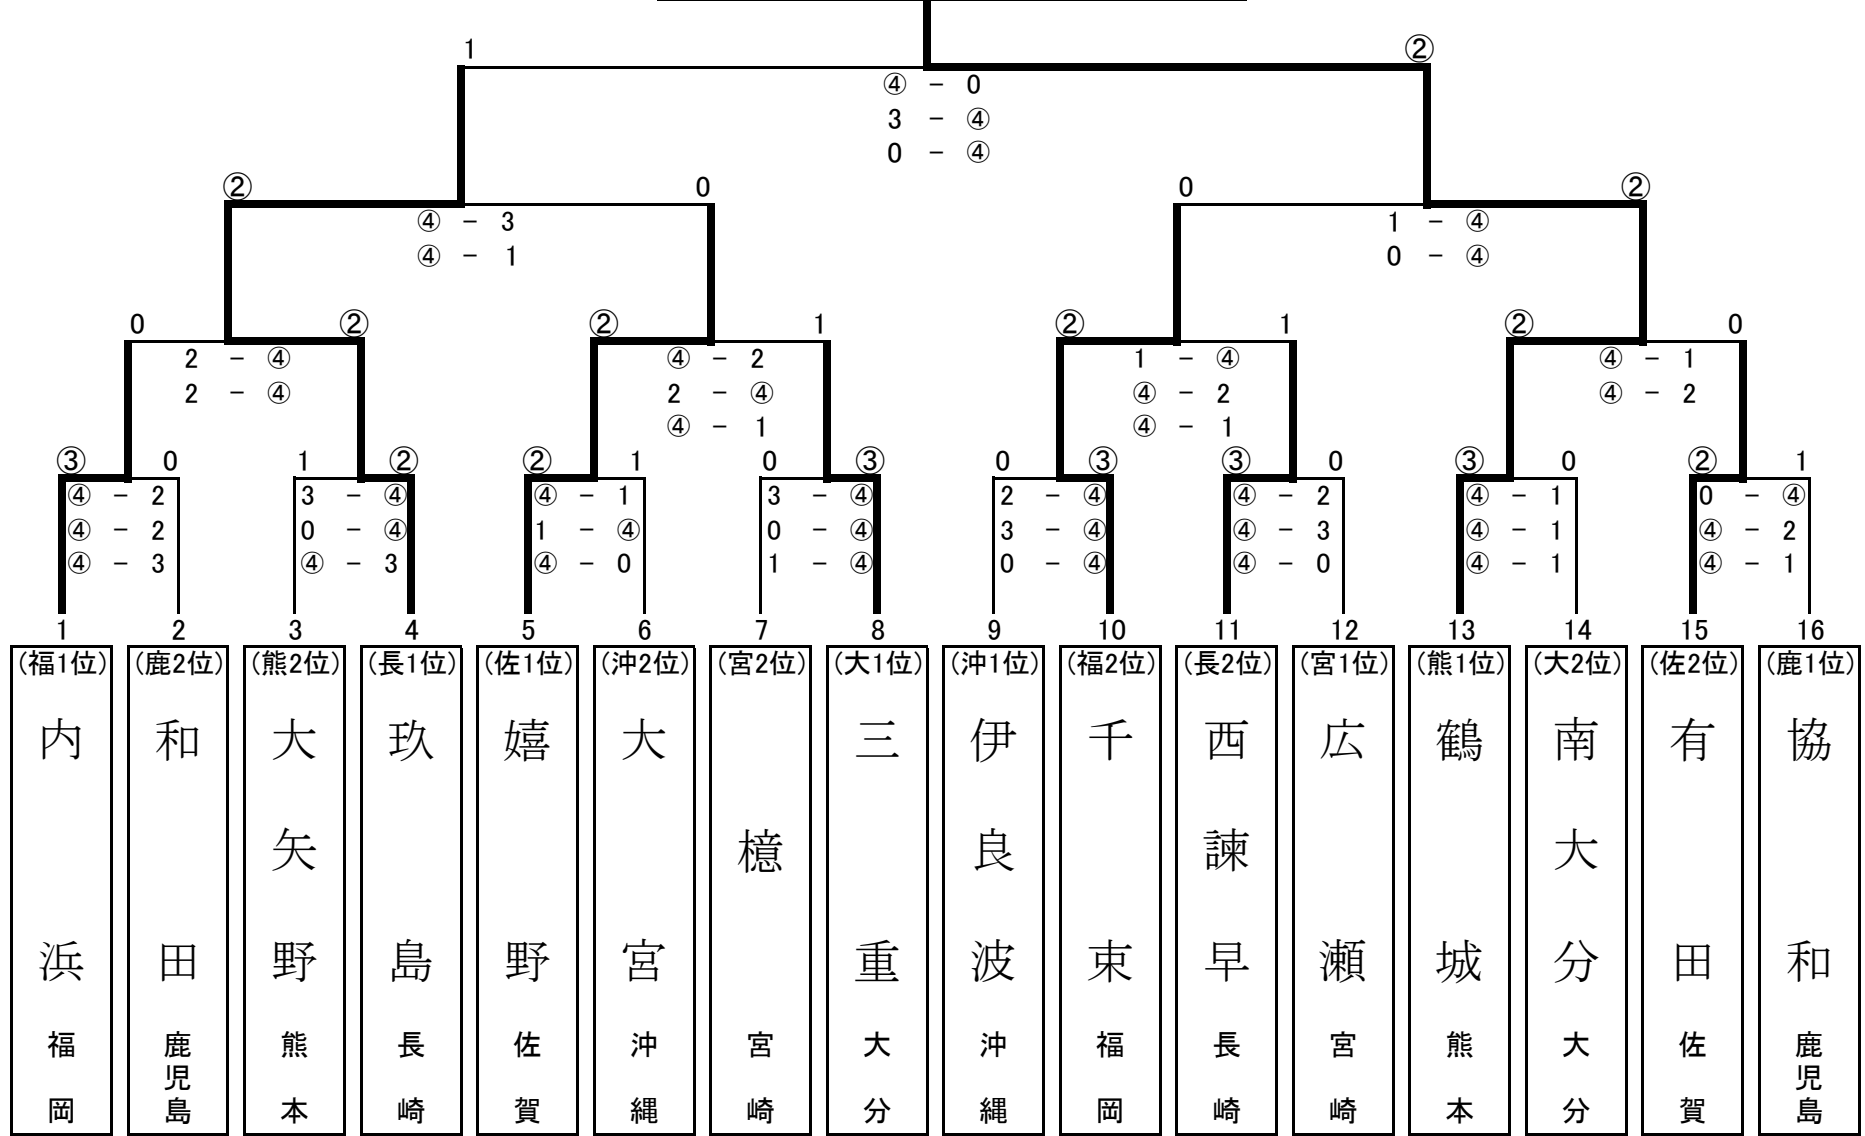 1 ②
④ - 0
3 - ④
0 - ④
② 0 0 ②
④ - 3 1 - ④
④ - 1 0 - ④
0 ② ② 1 ② 1 ② 0
2 - ④ ④ - 2 1 - ④ ④ - 1
2 - ④ 2 - ④ ④ - 2 ④ - 2
④ - 1 ④ - 1
③ 0 1 ② ② 1 0 ③ 0 ③ ③ 0 ③ 0 ② 1
④ - 2 3 - ④ ④ - 1 3 - ④ 2 - ④ ④ - 2 ④ - 1 0 - ④
④ - 2 0 - ④ 1 - ④ 0 - ④ 3 - ④ ④ - 3 ④ - 1 ④ - 2
④ - 3 ④ - 3 ④ - 0 1 - ④ 0 - ④ ④ - 0 ④ - 1 ④ - 1
1 2 3 4 5 6 7 8 9 10 11 12 13 14 15 16
(福1位) (鹿2位) (熊2位) (長1位) (佐1位) (沖2位) (宮2位) (大1位) (沖1位) (福2位) (長2位) (宮1位) (熊1位) (大2位) (佐2位) (鹿1位)
内浜
福岡
和田
鹿児島
大矢野
熊本
玖島
長崎
嬉野
佐賀
大宮
沖縄
檍
宮崎
三重
大分
伊良波
沖縄
千束
福岡
西諫早
長崎
広瀬
宮崎
鶴城
熊本
南大分
大分
有田
佐賀
協和
鹿児島